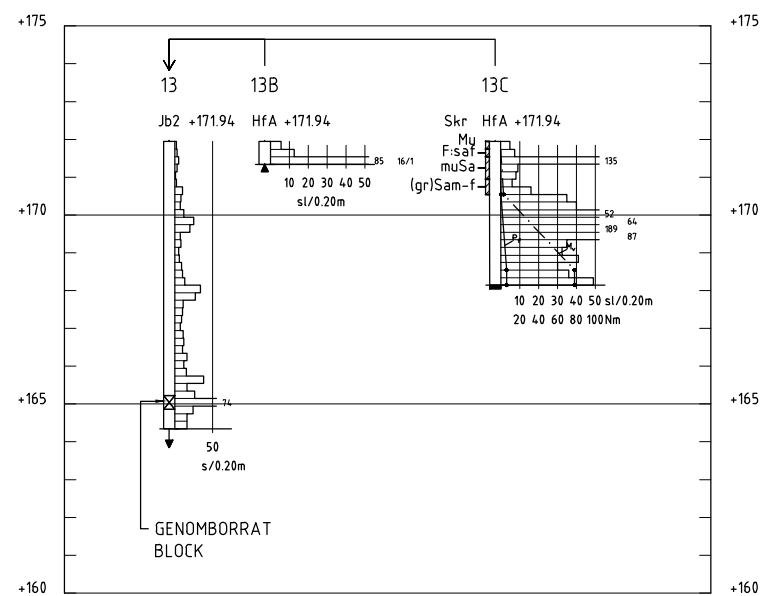 +175 +175
13 13B 13C
Jb2 +171.94 HfA +171.94 Skr HfA +171.94
My
F:saf
muSa
(gr)Sam-f
85 16/1
135
10 20 30 40 50
sl/0.20m
+170 +170
52
64
189
87
10 20 30 40 50 sl/0.20m
20 40 60 80 100Nm
+165 +165
74
50
s/0.20m
GENOMBORRAT
BLOCK
+160 +160